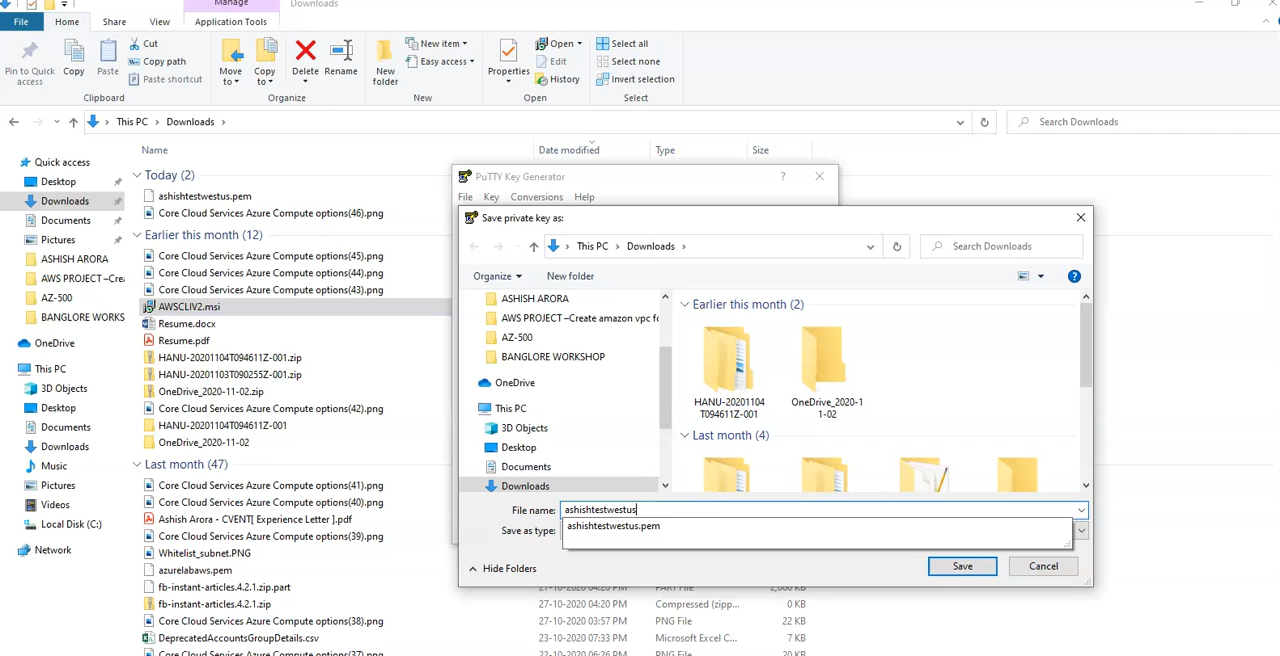 Manage
Downloads
File
Home
Share
View
Application Tools
Pin to Quick
access
Copy
Paste
Cut
Copy path
Paste shortcut
Clipboard
Move
to
Copy
to
Delete
Rename
Organize
New
folder
New item
Easy access
New
Properties
Open
Edit
History
Open
Select all
Select none
Invert selection
Select
This PC > Downloads >
Search Downloads
Quick access
Desktop
Downloads
Documents
Pictures
ASHISH ARORA
AWS PROJECT –Cre
AZ-500
BANGLORE WORKS
OneDrive
This PC
3D Objects
Desktop
Documents
Downloads
Music
Pictures
Videos
Local Disk (C:)
Network
Name
Date modified
Type
Size
Today (2)
ashishtestwestus.pem
Core Cloud Services Azure Compute options(46).png
Earlier this month (12)
Core Cloud Services Azure Compute options(45).png
Core Cloud Services Azure Compute options(44).png
Core Cloud Services Azure Compute options(43).png
AWSCLIV2.msi
Resume.docx
Resume.pdf
HANU-20201104T094611Z-001.zip
HANU-20201103T090255Z-001.zip
OneDrive_2020-11-02.zip
Core Cloud Services Azure Compute options(42).png
HANU-20201104T094611Z-001
OneDrive_2020-11-02
Last month (47)
Core Cloud Services Azure Compute options(41).png
Core Cloud Services Azure Compute options(40).png
Ashish Arora - CVENT[ Experience Letter ].pdf
Core Cloud Services Azure Compute options(39).png
Whitelist_subnet.PNG
azurelabaws.pem
fb-instant-articles.4.2.1.zip.part
fb-instant-articles.4.2.1.zip
27-10-2020 04:20 PM
Compressed (zipp...
0 KB
Core Cloud Services Azure Compute options(38).png
27-10-2020 03:57 PM
PNG File
22 KB
DeprecatedAccountsGroupDetails.csv
23-10-2020 07:33 PM
Microsoft Excel C...
7 KB
PuTTY Key Generator
?
File
Key
Conversions
Help
Save private key as:
This PC > Downloads >
Search Downloads
Organize
New folder
?
ASHISH ARORA
AWS PROJECT –Create amazon vpc fo
AZ-500
BANGLORE WORKSHOP
OneDrive
This PC
3D Objects
Desktop
Documents
Downloads
Earlier this month (2)
HANU-20201104
T094611Z-001
OneDrive_2020-1
1-02
Last month (4)
File name:
ashishtestwestus
Save as type:
ashishtestwestus.pem
Hide Folders
Save
Cancel